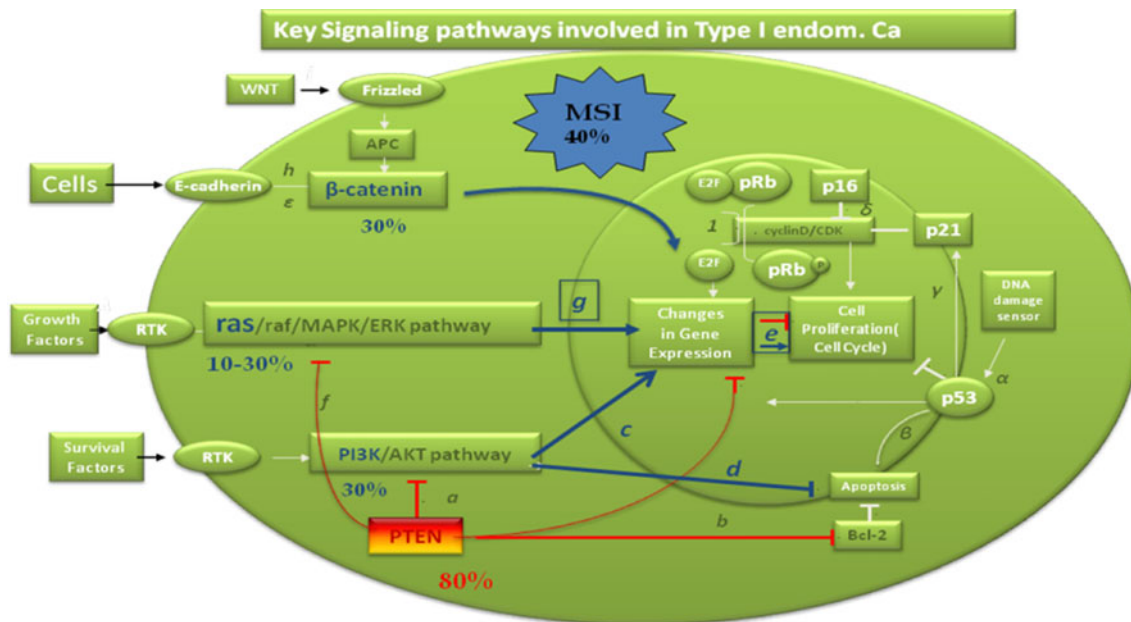 Key Signaling pathways involved in Type I endom. Ca
WNT
Frizzled
MSI
40%
APC
Cells
E-cadherin
h
ε
β-catenin
30%
E2F
pRb
p16
δ
1
cyclinD/CDK
p21
E2F
pRb
P
γ
DNA
damage
sensor
Growth
Factors
RTK
ras/raf/MAPK/ERK pathway
10-30%
g
Changes
in Gene
Expression
e
Cell
Proliferation(
Cell Cycle)
α
p53
f
c
β
Survival
Factors
RTK
PI3K/AKT pathway
30%
d
Apoptosis
a
b
PTEN
Bcl-2
80%